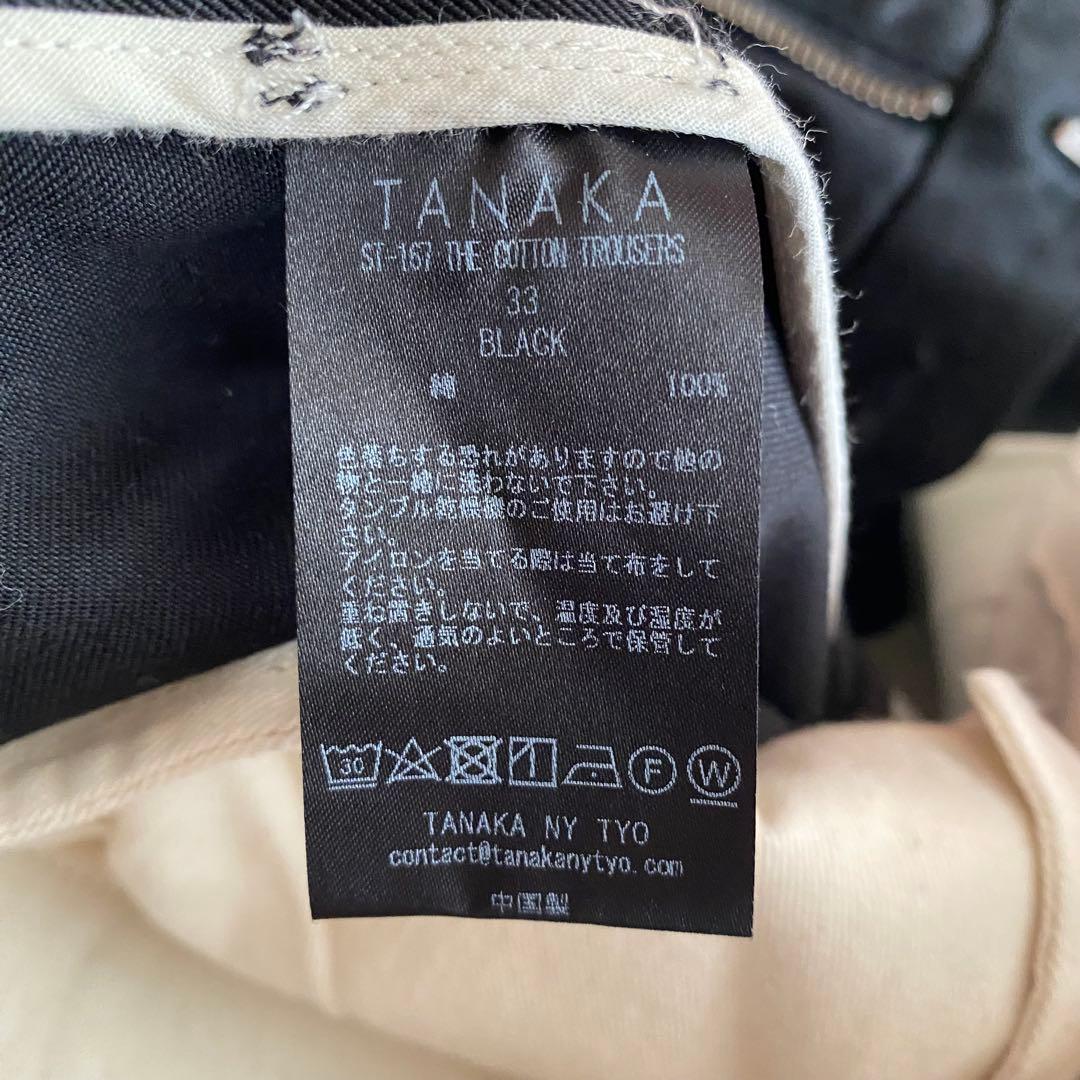 TANAKA
ST-167 THE COTTON TROUSERS
33
BLACK
綿 100%
色落ちする恐れがありますので他の
物と一緒に洗わないで下さい。
タンブル乾燥機のご使用はお避け下
さい。
アイロンを当てる際は当て布をして
ください。
重ね置きしないで、温度及び湿度が
低く、通気のよいところで保管して
ください。
30 F W
TANAKA NY TYO
contact@tanakanytyo.com
中国製